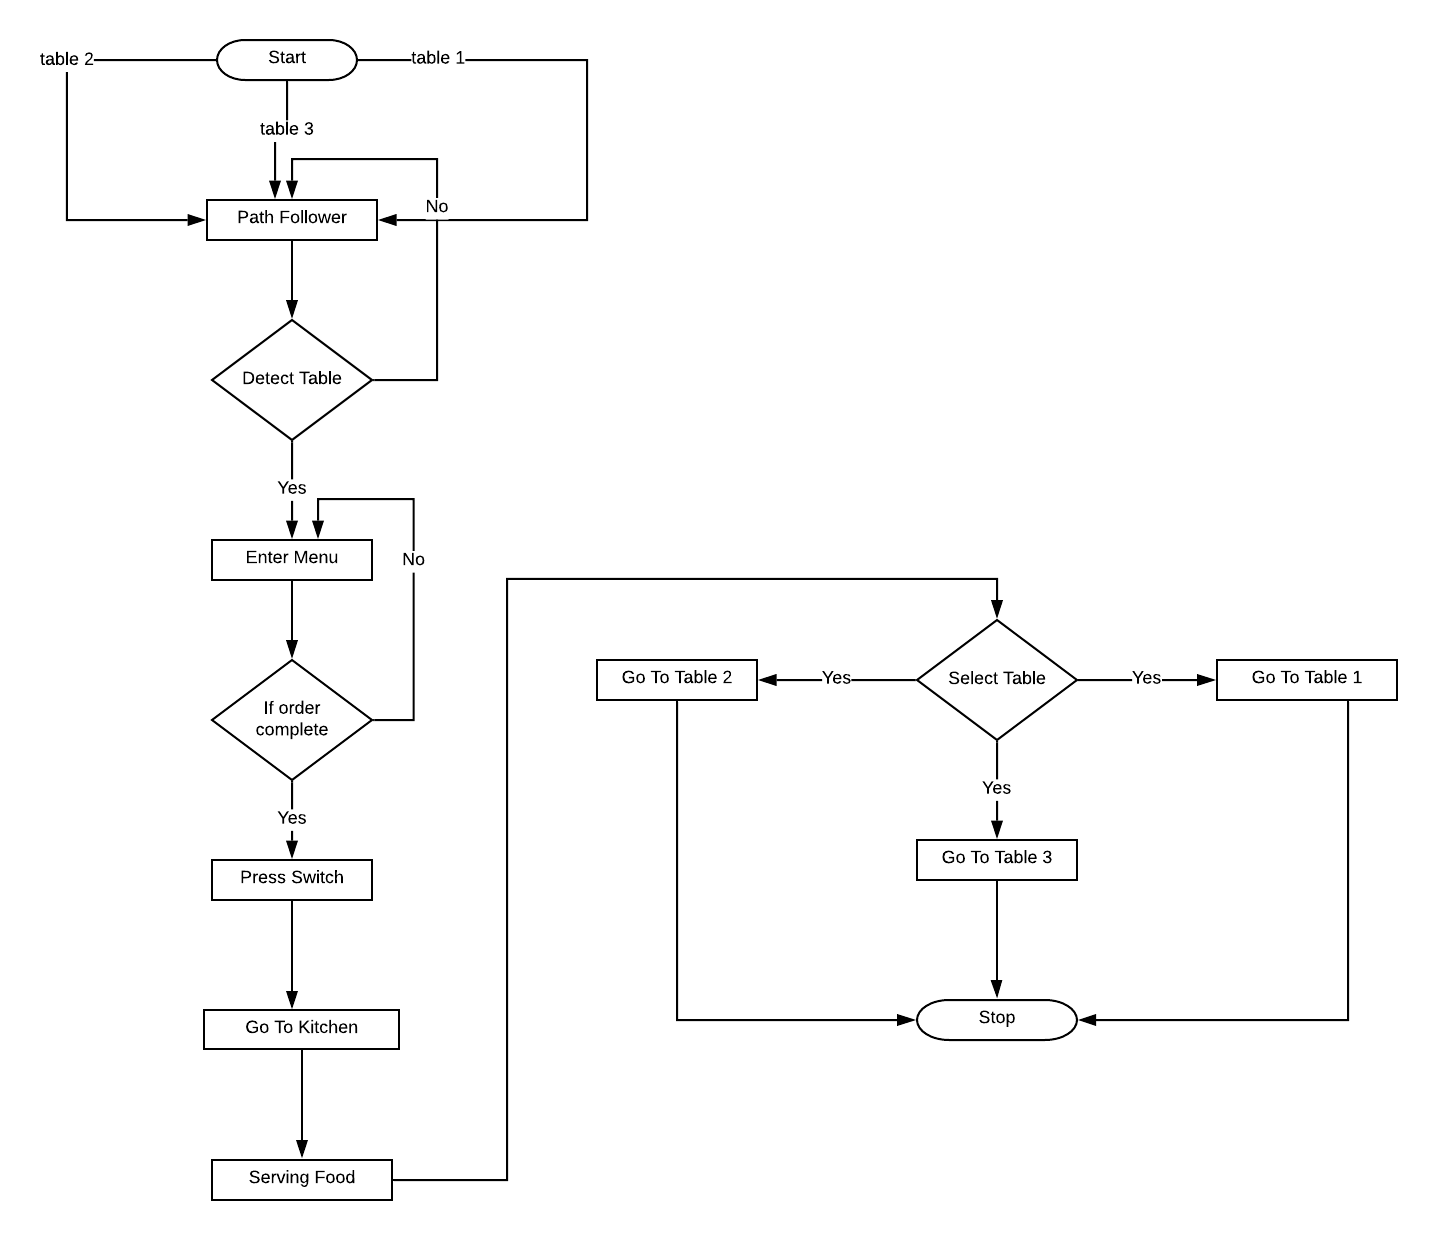 table 2
Start
table 1
table 3
No
Path Follower
Detect Table
Yes
Enter Menu
No
If order
complete
Yes
Press Switch
Go To Kitchen
Serving Food
Select Table
Go To Table 2
Yes
Yes
Go To Table 1
Yes
Go To Table 3
Stop